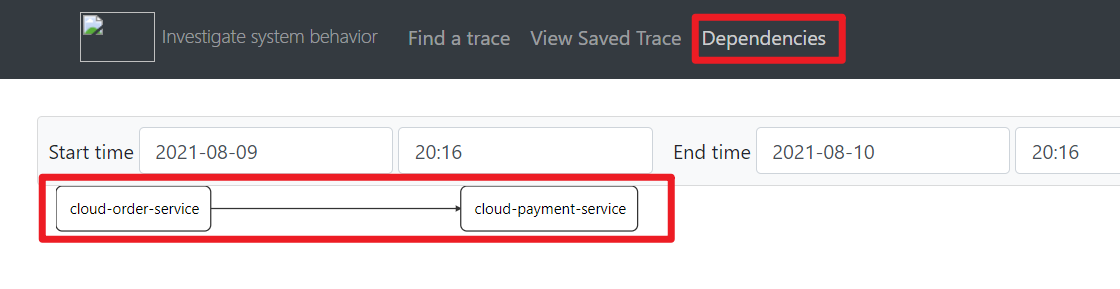 Investigate system behavior Find a trace View Saved Trace Dependencies
Start time 2021-08-09 20:16 End time 2021-08-10 20:16
cloud-order-service cloud-payment-service